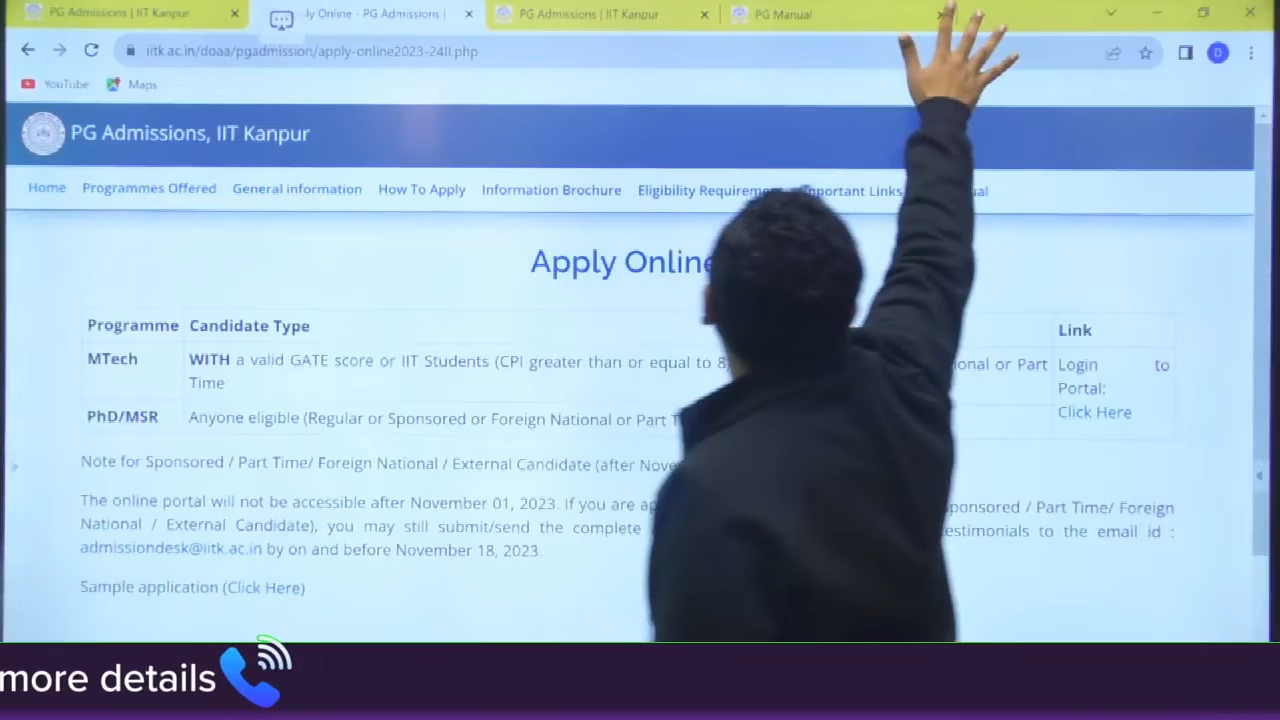 PG Admissions | IIT Kanpur
ly Online - PG Admissions |
PG Admissions | IIT Kanpur
PG Manual
iitk.ac.in/doaa/pgadmission/apply-online2023-24II.php
D
YouTube
Maps
PG Admissions, IIT Kanpur
Home Programmes Offered General information How To Apply Information Brochure Eligibility Requireme mportant Links ual
Apply Online
Programme Candidate Type Link
MTech WITH a valid GATE score or IIT Students (CPI greater than or equal to 8) ional or Part Login to
Time Portal:
Click Here
PhD/MSR Anyone eligible (Regular or Sponsored or Foreign National or Part T
Note for Sponsored / Part Time/ Foreign National / External Candidate (after Nove
The online portal will not be accessible after November 01, 2023. If you are ap ponsored / Part Time/ Foreign
National / External Candidate), you may still submit/send the complete estimonials to the email id :
admissiondesk@iitk.ac.in by on and before November 18, 2023.
Sample application (Click Here)
more details